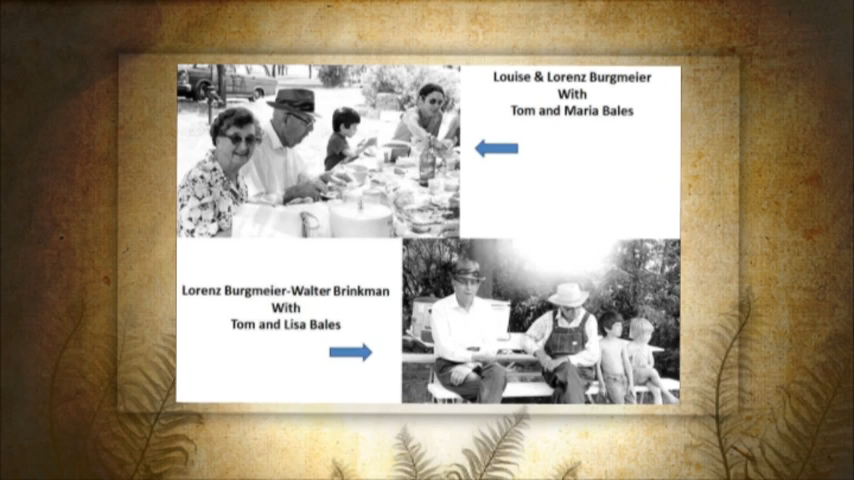 Louise & Lorenz Burgmeier
With
Tom and Maria Bales
Lorenz Burgmeier-Walter Brinkman
With
Tom and Lisa Bales